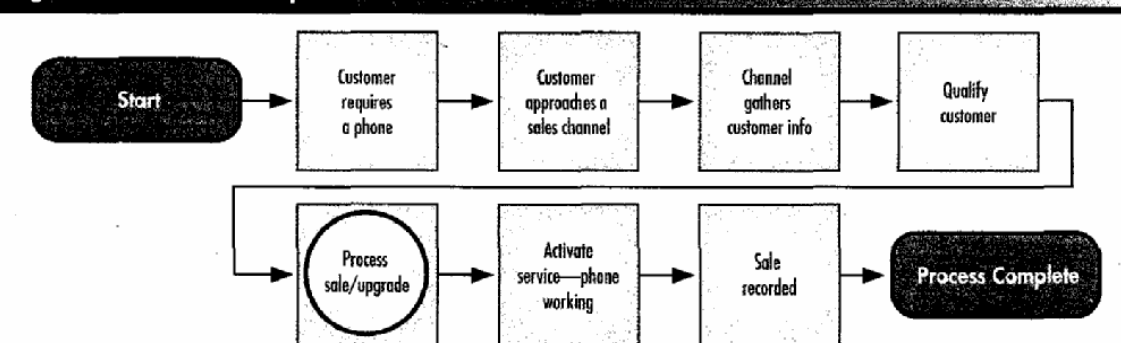 Start
Customer
requires
a phone
Customer
approaches a
sales channel
Channel
gathers
customer info
Qualify
customer
Process
sale/upgrade
Activate
service—phone
working
Sale
recorded
Process Complete